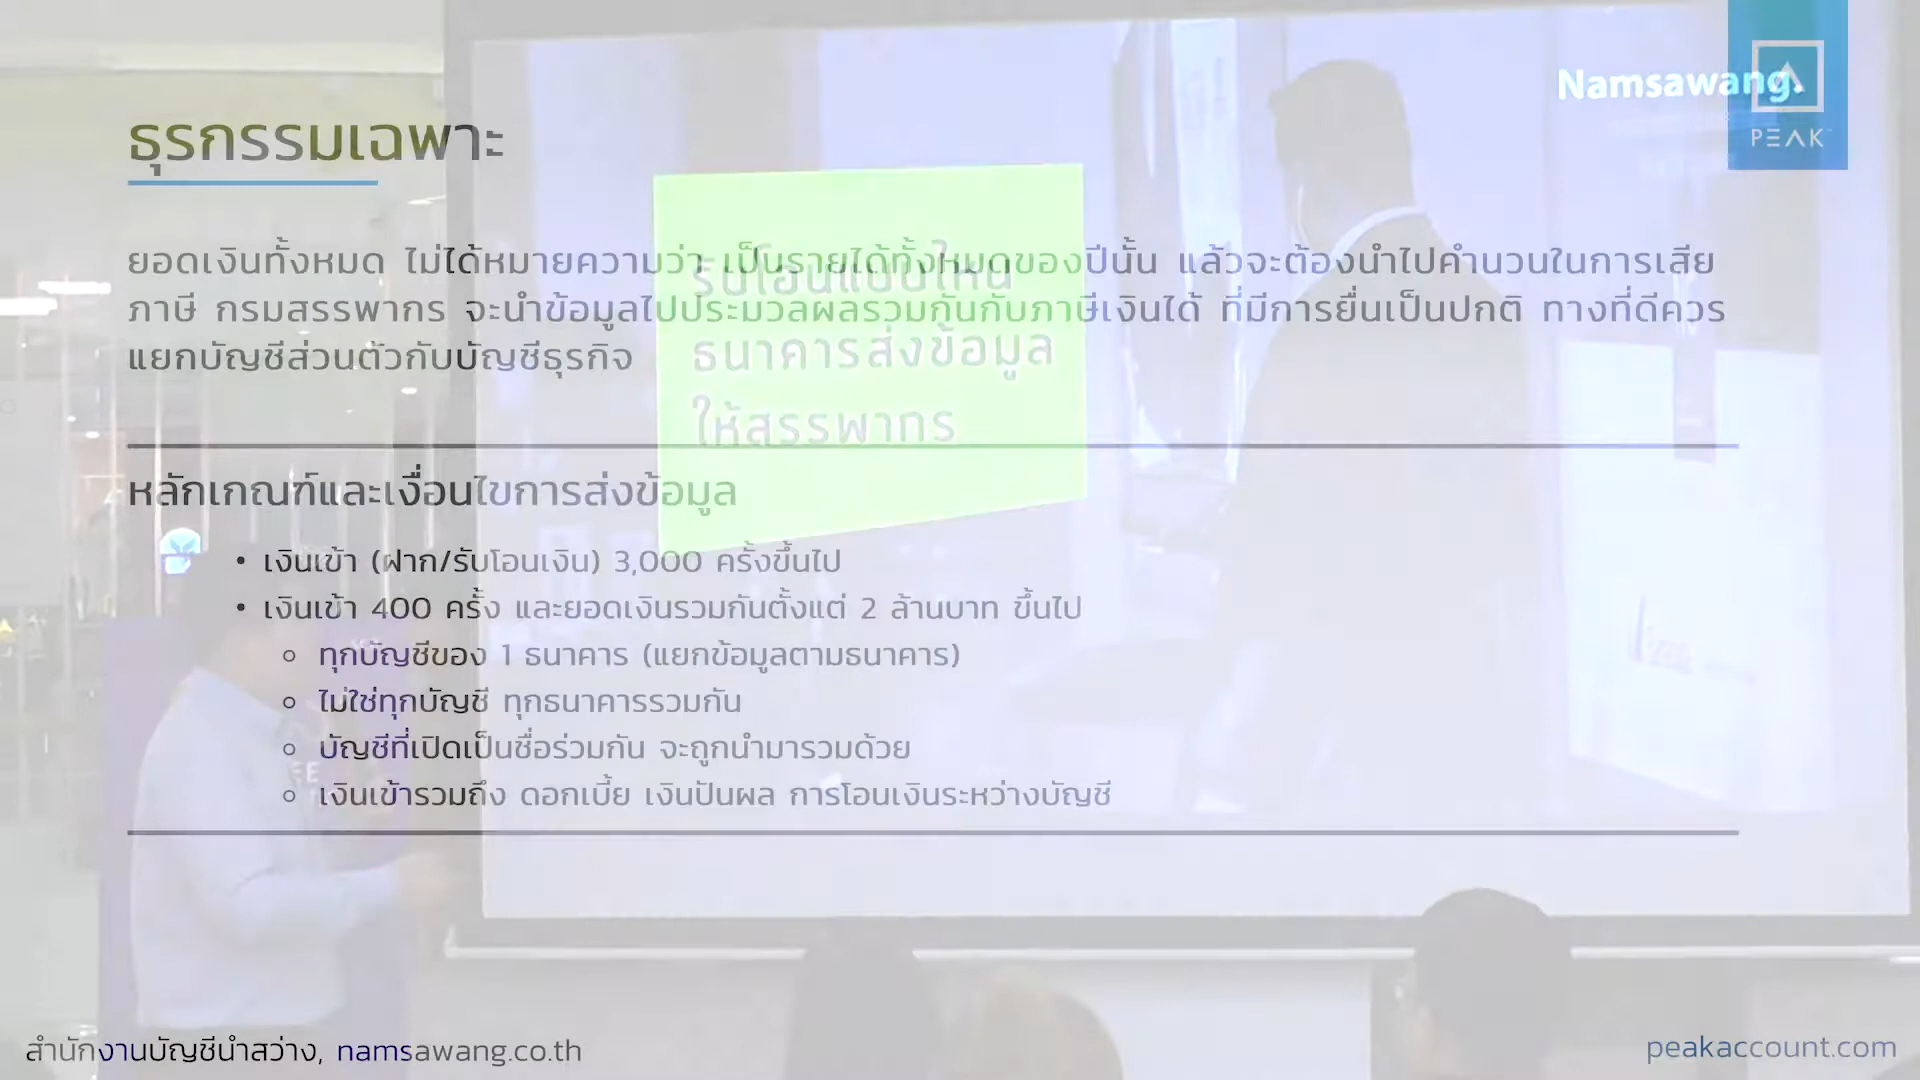 Namsawang
PEAK
ธุรกรรมเฉพาะ
ยอดเงินทั้งหมด ไม่ได้หมายความว่า เป็นรายได้ทั้งหมดของปีนั้น แล้วจะต้องนำไปคำนวนในการเสีย
ภาษี กรมสรรพากร จะนำข้อมูลไปประมวลผลรวมกันกับภาษีเงินได้ ที่มีการยื่นเป็นปกติ ทางที่ดีควร
แยกบัญชีส่วนตัวกับบัญชีธุรกิจ
รับโอนแบบไหน
ธนาคารส่งข้อมูล
ให้สรรพากร
หลักเกณฑ์และเงื่อนไขการส่งข้อมูล
• เงินเข้า (ฝาก/รับโอนเงิน) 3,000 ครั้งขึ้นไป
• เงินเข้า 400 ครั้ง และยอดเงินรวมกันตั้งแต่ 2 ล้านบาท ขึ้นไป
ทุกบัญชีของ 1 ธนาคาร (แยกข้อมูลตามธนาคาร)
ไม่ใช่ทุกบัญชี ทุกธนาคารรวมกัน
บัญชีที่เปิดเป็นชื่อร่วมกัน จะถูกนำมารวมด้วย
เงินเข้ารวมถึง ดอกเบี้ย เงินปันผล การโอนเงินระหว่างบัญชี
สำนักงานบัญชีนำสว่าง, namsawang.co.th
peakaccount.com